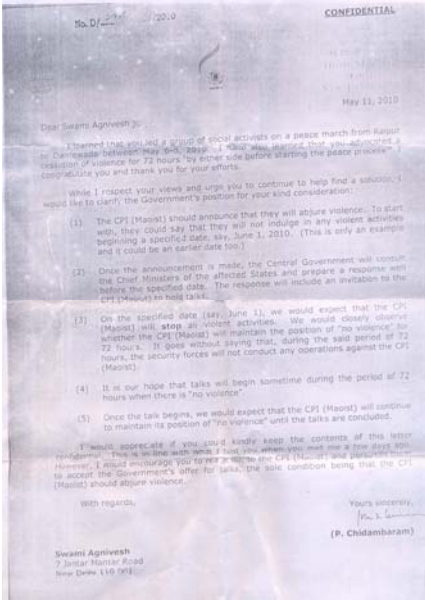 CONFIDENTIAL
No. D/ /2010
May 11, 2010
Dear Swami Agnivesh ji,
I learned that you led a group of social activists on a peace march from Raipur
to Dantewada between May 6-8, 2010. I have also learned that you advocated a
cessation of violence for 72 hours "by either side before starting the peace process". I
congratulate you and thank you for your efforts.
While I respect your views and urge you to continue to help find a solution, I
would like to clarify the Government's position for your kind consideration:
(1) The CPI (Maoist) should announce that they will abjure violence. To start
with, they could say that they will not indulge in any violent activities
beginning a specified date, say, June 1, 2010. (This is only an example
and it could be an earlier date too.)
(2) Once the announcement is made, the Central Government will consult
the Chief Ministers of the affected States and prepare a response well
before the specified date. The response will include an invitation to the
CPI (Maoist) to hold talks.
(3) On the specified date (say, June 1), we would expect that the CPI
(Maoist) will stop all violent activities. We would closely observe
whether the CPI (Maoist) will maintain the position of "no violence" for
72 hours. It goes without saying that, during the said period of 72
hours, the security forces will not conduct any operations against the CPI
(Maoist).
(4) It is our hope that talks will begin sometime during the period of 72
hours when there is "no violence"
(5) Once the talk begins, we would expect that the CPI (Maoist) will continue
to maintain its position of "no violence" until the talks are concluded.
I would appreciate if you could kindly keep the contents of this letter
confidential. This is in line with what I told you when you met me a few days ago.
However, I would encourage you to to the CPI (Maoist) and persuade them
to accept the Government's offer for talks, the sole condition being that the CPI
(Maoist) should abjure violence.
With regards,
Yours sincerely,
(P. Chidambaram)
Swami Agnivesh
7 Jantar Mantar Road
New Delhi 110 001